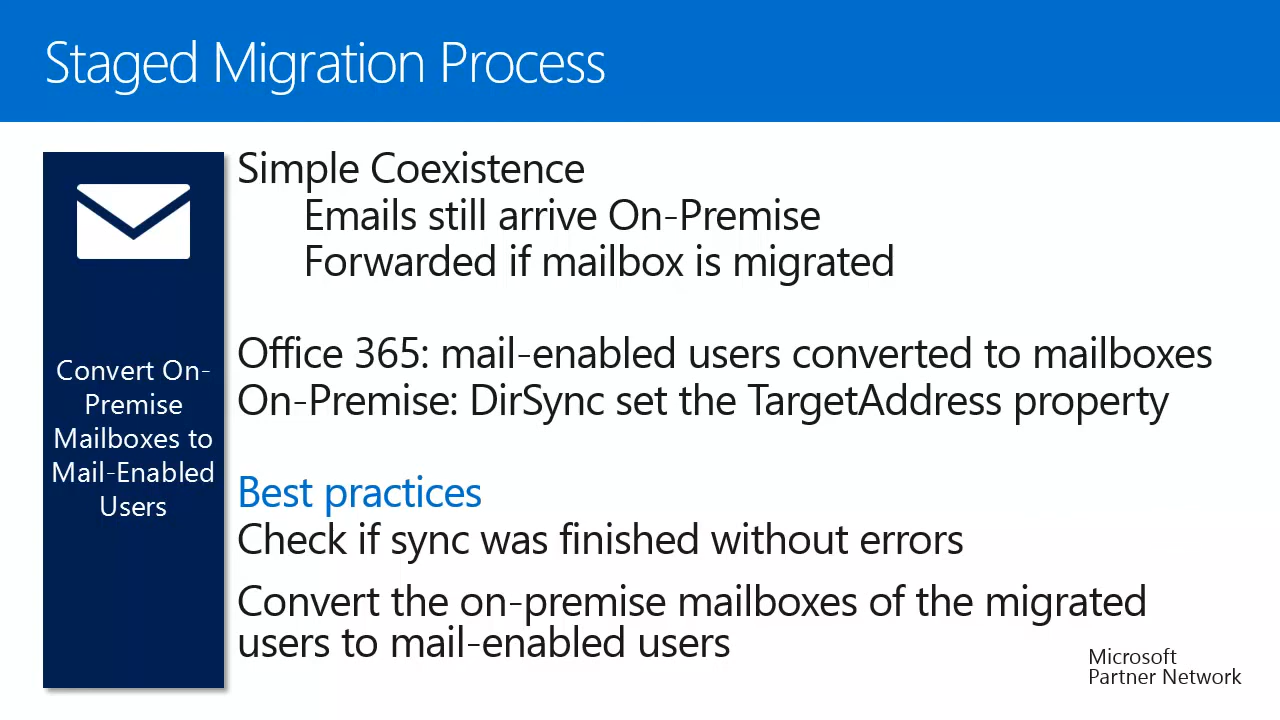 Staged Migration Process
Convert On-
Premise
Mailboxes to
Mail-Enabled
Users
Simple Coexistence
Emails still arrive On-Premise
Forwarded if mailbox is migrated
Office 365: mail-enabled users converted to mailboxes
On-Premise: DirSync set the TargetAddress property
Best practices
Check if sync was finished without errors
Convert the on-premise mailboxes of the migrated
users to mail-enabled users
Microsoft
Partner Network